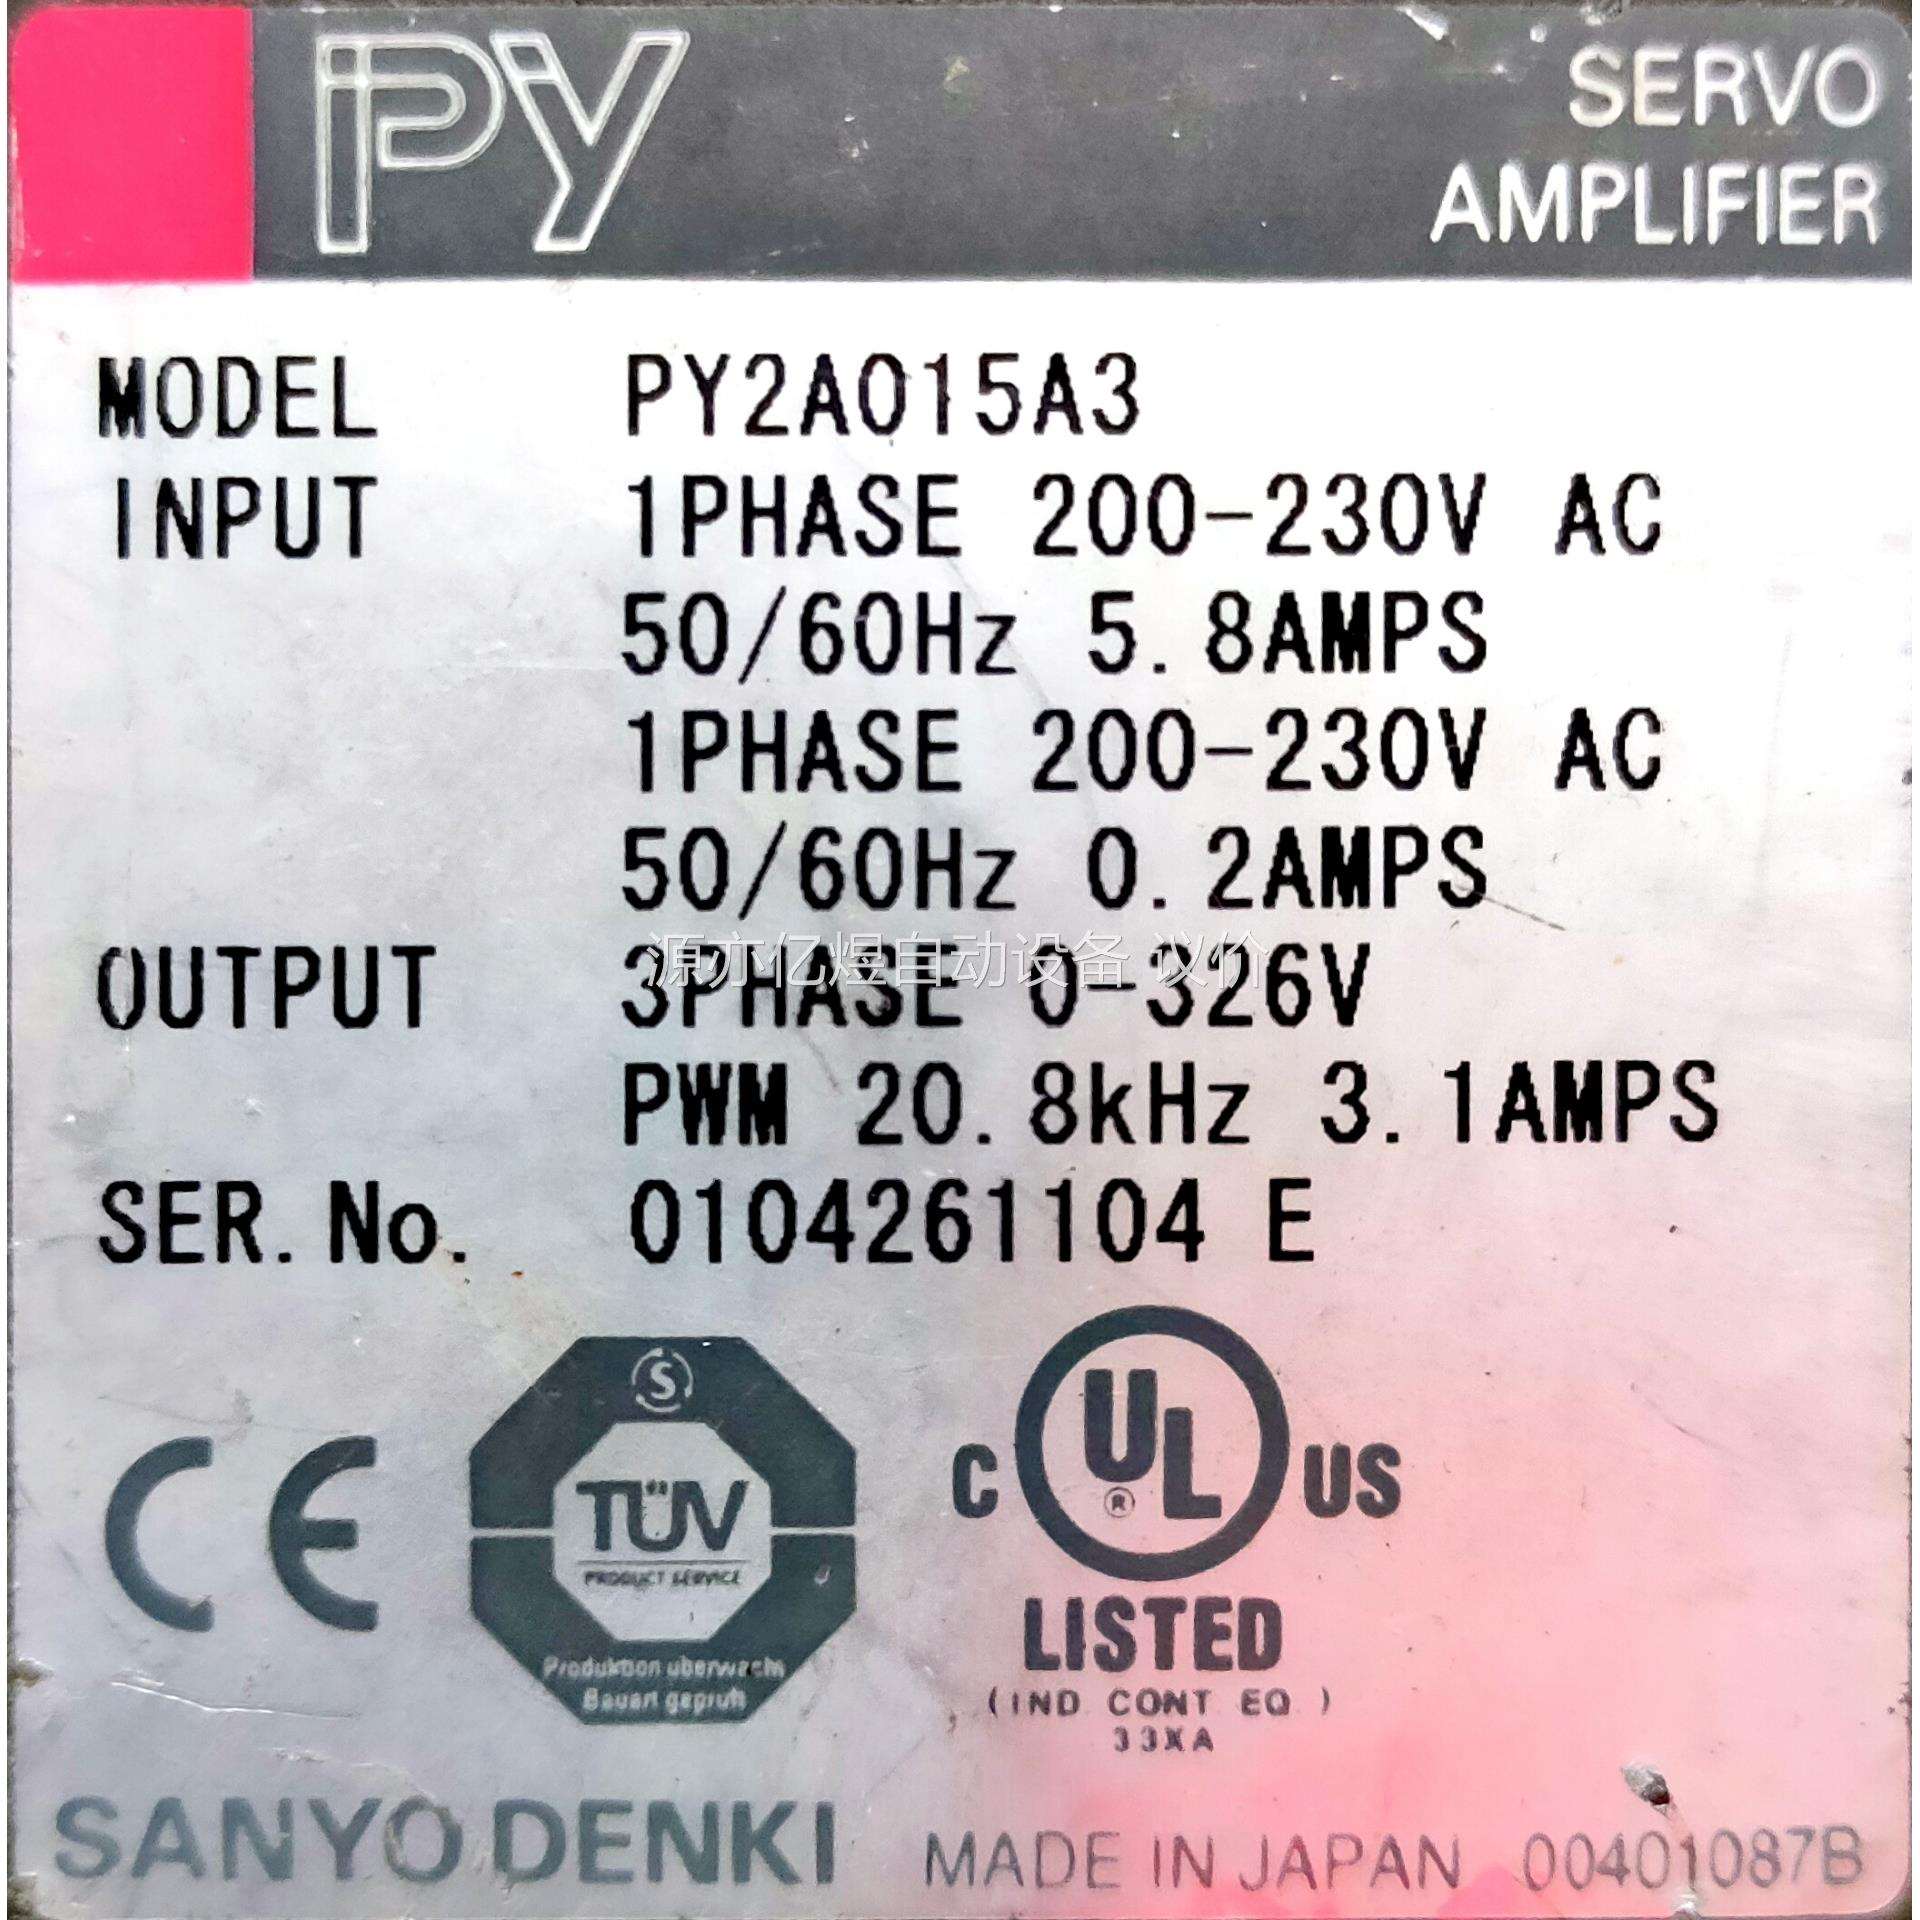 PY
SERVO
AMPLIFIER
MODEL PY2A015A3
INPUT 1PHASE 200-230V AC
50/60Hz 5.8AMPS
1PHASE 200-230V AC
50/60Hz 0.2AMPS
源亦亿煜自动设备 议价
OUTPUT 3PHASE 0-326V
PWM 20.8kHz 3.1AMPS
SER.No. 0104261104 E
CE
S
TÜV
PRODUCT SERVICE
Produktion überwacht
Bauart geprüft
C UL US
®
LISTED
(IND CONT EQ )
33XA
SANYO DENKI MADE IN JAPAN 00401087B